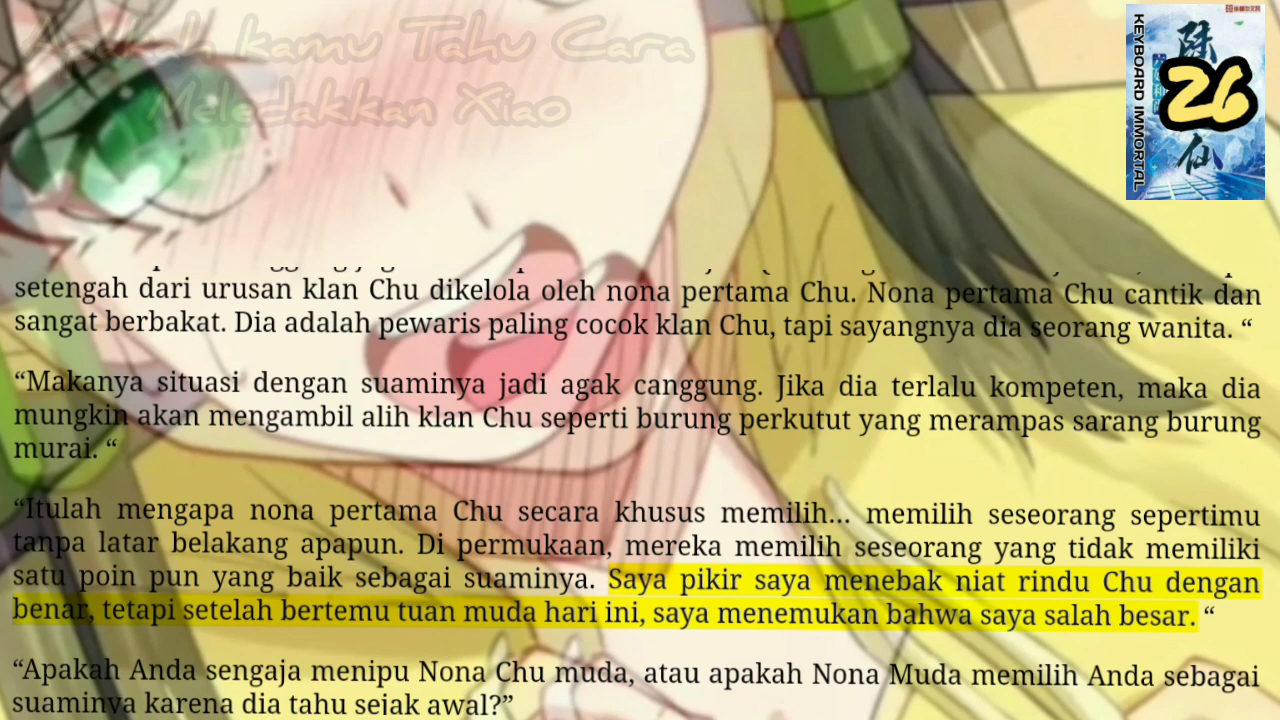 Apakah kamu Tahu Cara
Meledakkan Xiao
KEYBOARD IMMORTAL
26
仙
setengah dari urusan klan Chu dikelola oleh nona pertama Chu. Nona pertama Chu cantik dan
sangat berbakat. Dia adalah pewaris paling cocok klan Chu, tapi sayangnya dia seorang wanita. “
“Makanya situasi dengan suaminya jadi agak canggung. Jika dia terlalu kompeten, maka dia
mungkin akan mengambil alih klan Chu seperti burung perkutut yang merampas sarang burung
murai. “
“Itulah mengapa nona pertama Chu secara khusus memilih… memilih seseorang sepertimu
tanpa latar belakang apapun. Di permukaan, mereka memilih seseorang yang tidak memiliki
satu poin pun yang baik sebagai suaminya. Saya pikir saya menebak niat rindu Chu dengan
benar, tetapi setelah bertemu tuan muda hari ini, saya menemukan bahwa saya salah besar. “
“Apakah Anda sengaja menipu Nona Chu muda, atau apakah Nona Muda memilih Anda sebagai
suaminya karena dia tahu sejak awal?”